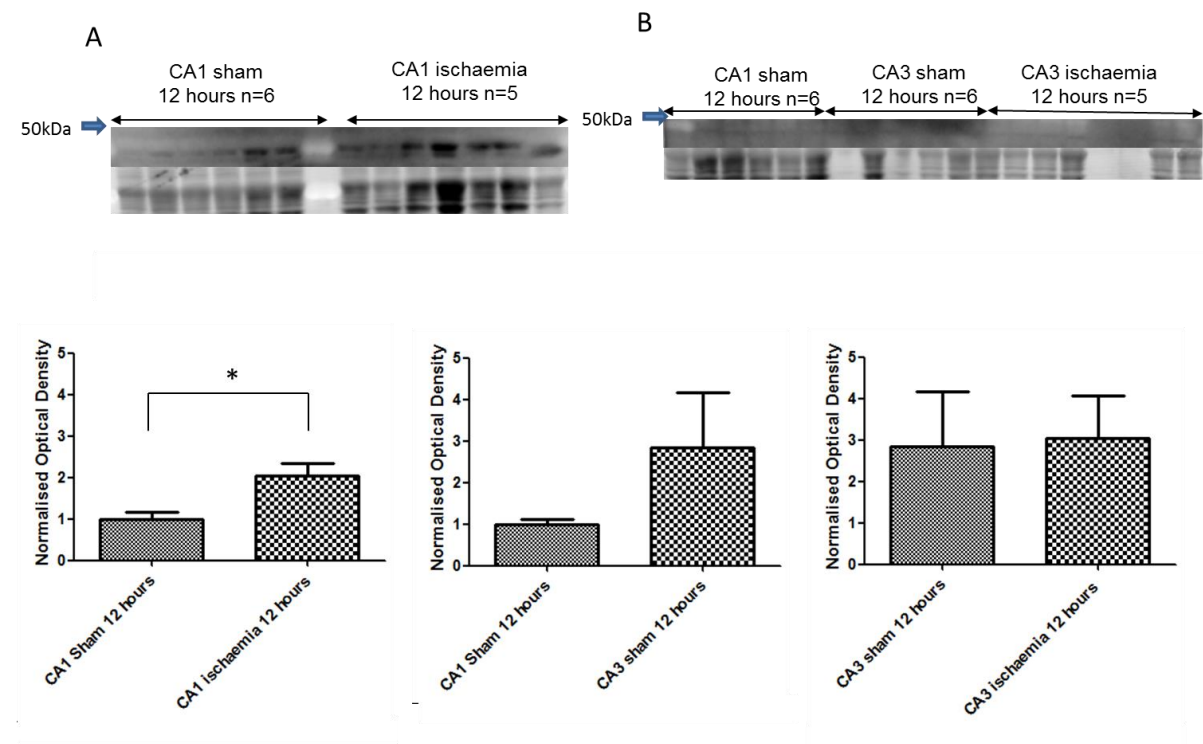 A
CA1 sham
12 hours n=6
CA1 ischaemia
12 hours n=5
50kDa
B
CA1 sham
12 hours n=6
CA3 sham
12 hours n=6
CA3 ischaemia
12 hours n=5
50kDa
Normalised Optical Density
5
4
3
2
1
0
*
CA1 Sham 12 hours
CA1 ischaemia 12 hours
Normalised Optical Density
5
4
3
2
1
0
CA1 Sham 12 hours
CA3 sham 12 hours
Normalised Optical Density
5
4
3
2
1
0
CA3 sham 12 hours
CA3 ischaemia 12 hours